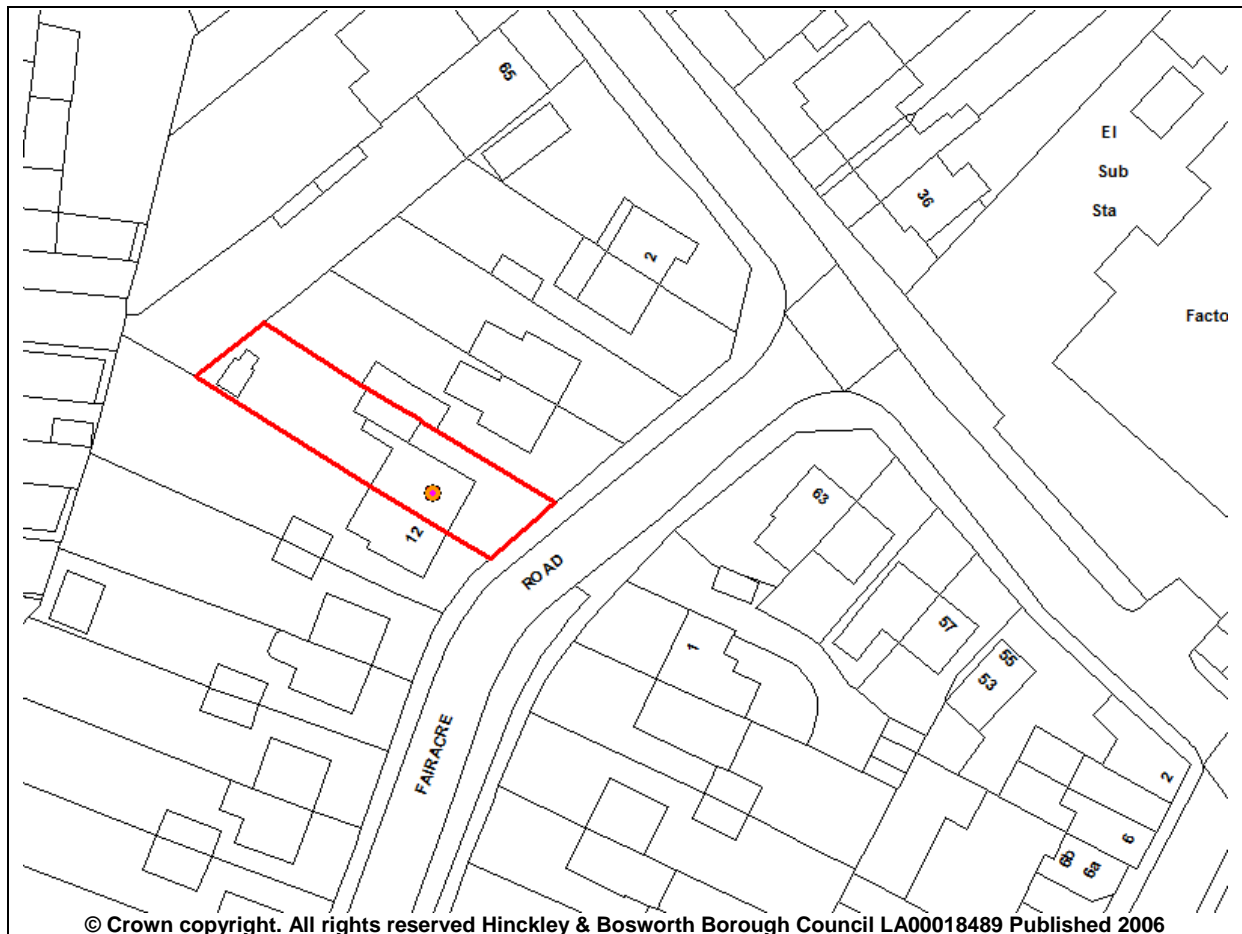 65
El
Sub
Sta
36
2
Facto
63
12
ROAD
57
1
55
53
FAIRACRE
2
6
6b
6a
© Crown copyright. All rights reserved Hinckley & Bosworth Borough Council LA00018489 Published 2006